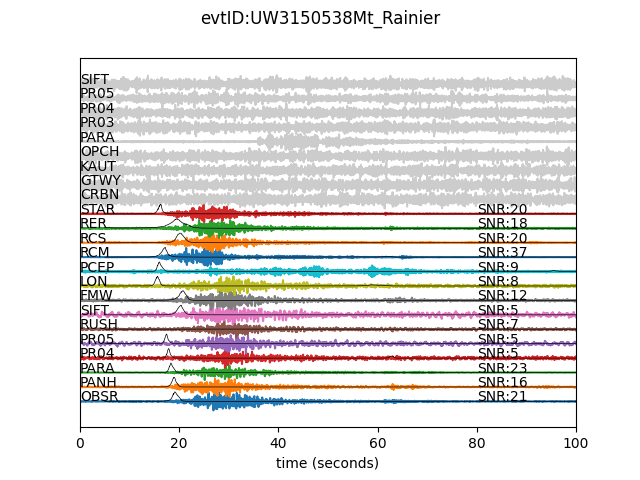 evtID:UW3150538Mt_Rainier
SIFT
PR05
PR04
PR03
PARA
OPCH
KAUT
GTWY
CRBN
STAR SNR:20
RER SNR:18
RCS SNR:20
RCM SNR:37
PCEP SNR:9
LON SNR:8
FMW SNR:12
SIFT SNR:5
RUSH SNR:7
PR05 SNR:5
PR04 SNR:5
PARA SNR:23
PANH SNR:16
OBSR SNR:21
0 20 40 60 80 100
time (seconds)